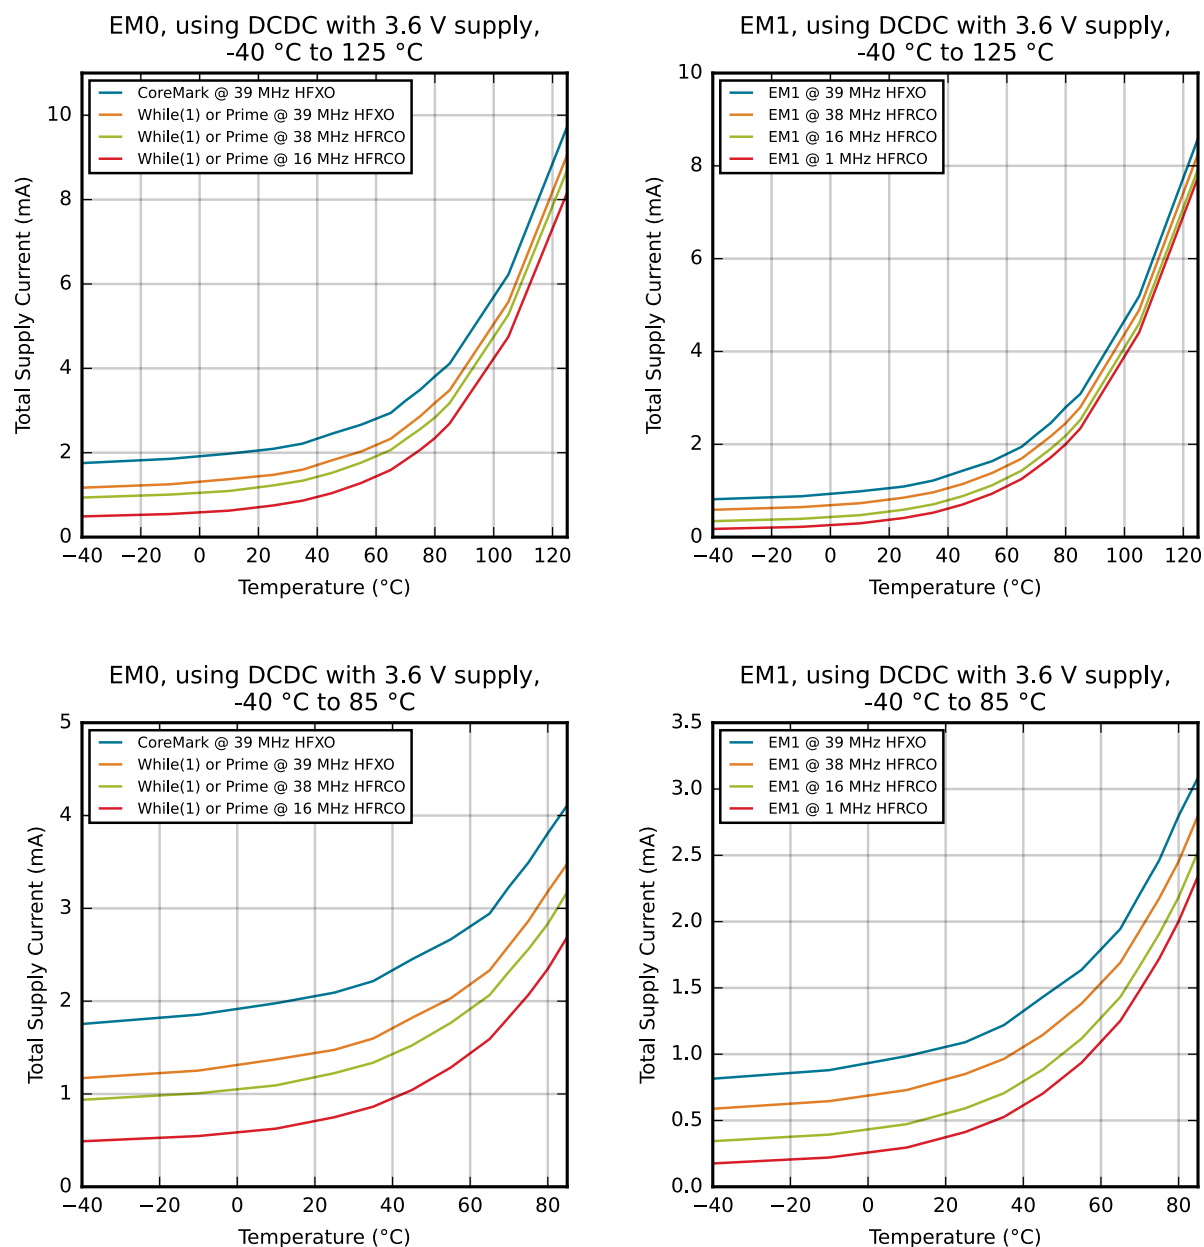 EM0, using DCDC with 3.6 V supply,
-40 °C to 125 °C
CoreMark @ 39 MHz HFXO
While(1) or Prime @ 39 MHz HFXO
While(1) or Prime @ 38 MHz HFRCO
While(1) or Prime @ 16 MHz HFRCO
Total Supply Current (mA)
10
8
6
4
2
0
−40 −20 0 20 40 60 80 100 120
Temperature (°C)
EM1, using DCDC with 3.6 V supply,
-40 °C to 125 °C
EM1 @ 39 MHz HFXO
EM1 @ 38 MHz HFRCO
EM1 @ 16 MHz HFRCO
EM1 @ 1 MHz HFRCO
Total Supply Current (mA)
10
8
6
4
2
0
−40 −20 0 20 40 60 80 100 120
Temperature (°C)
EM0, using DCDC with 3.6 V supply,
-40 °C to 85 °C
CoreMark @ 39 MHz HFXO
While(1) or Prime @ 39 MHz HFXO
While(1) or Prime @ 38 MHz HFRCO
While(1) or Prime @ 16 MHz HFRCO
Total Supply Current (mA)
5
4
3
2
1
0
−40 −20 0 20 40 60 80
Temperature (°C)
EM1, using DCDC with 3.6 V supply,
-40 °C to 85 °C
EM1 @ 39 MHz HFXO
EM1 @ 38 MHz HFRCO
EM1 @ 16 MHz HFRCO
EM1 @ 1 MHz HFRCO
Total Supply Current (mA)
3.5
3.0
2.5
2.0
1.5
1.0
0.5
0.0
−40 −20 0 20 40 60 80
Temperature (°C)